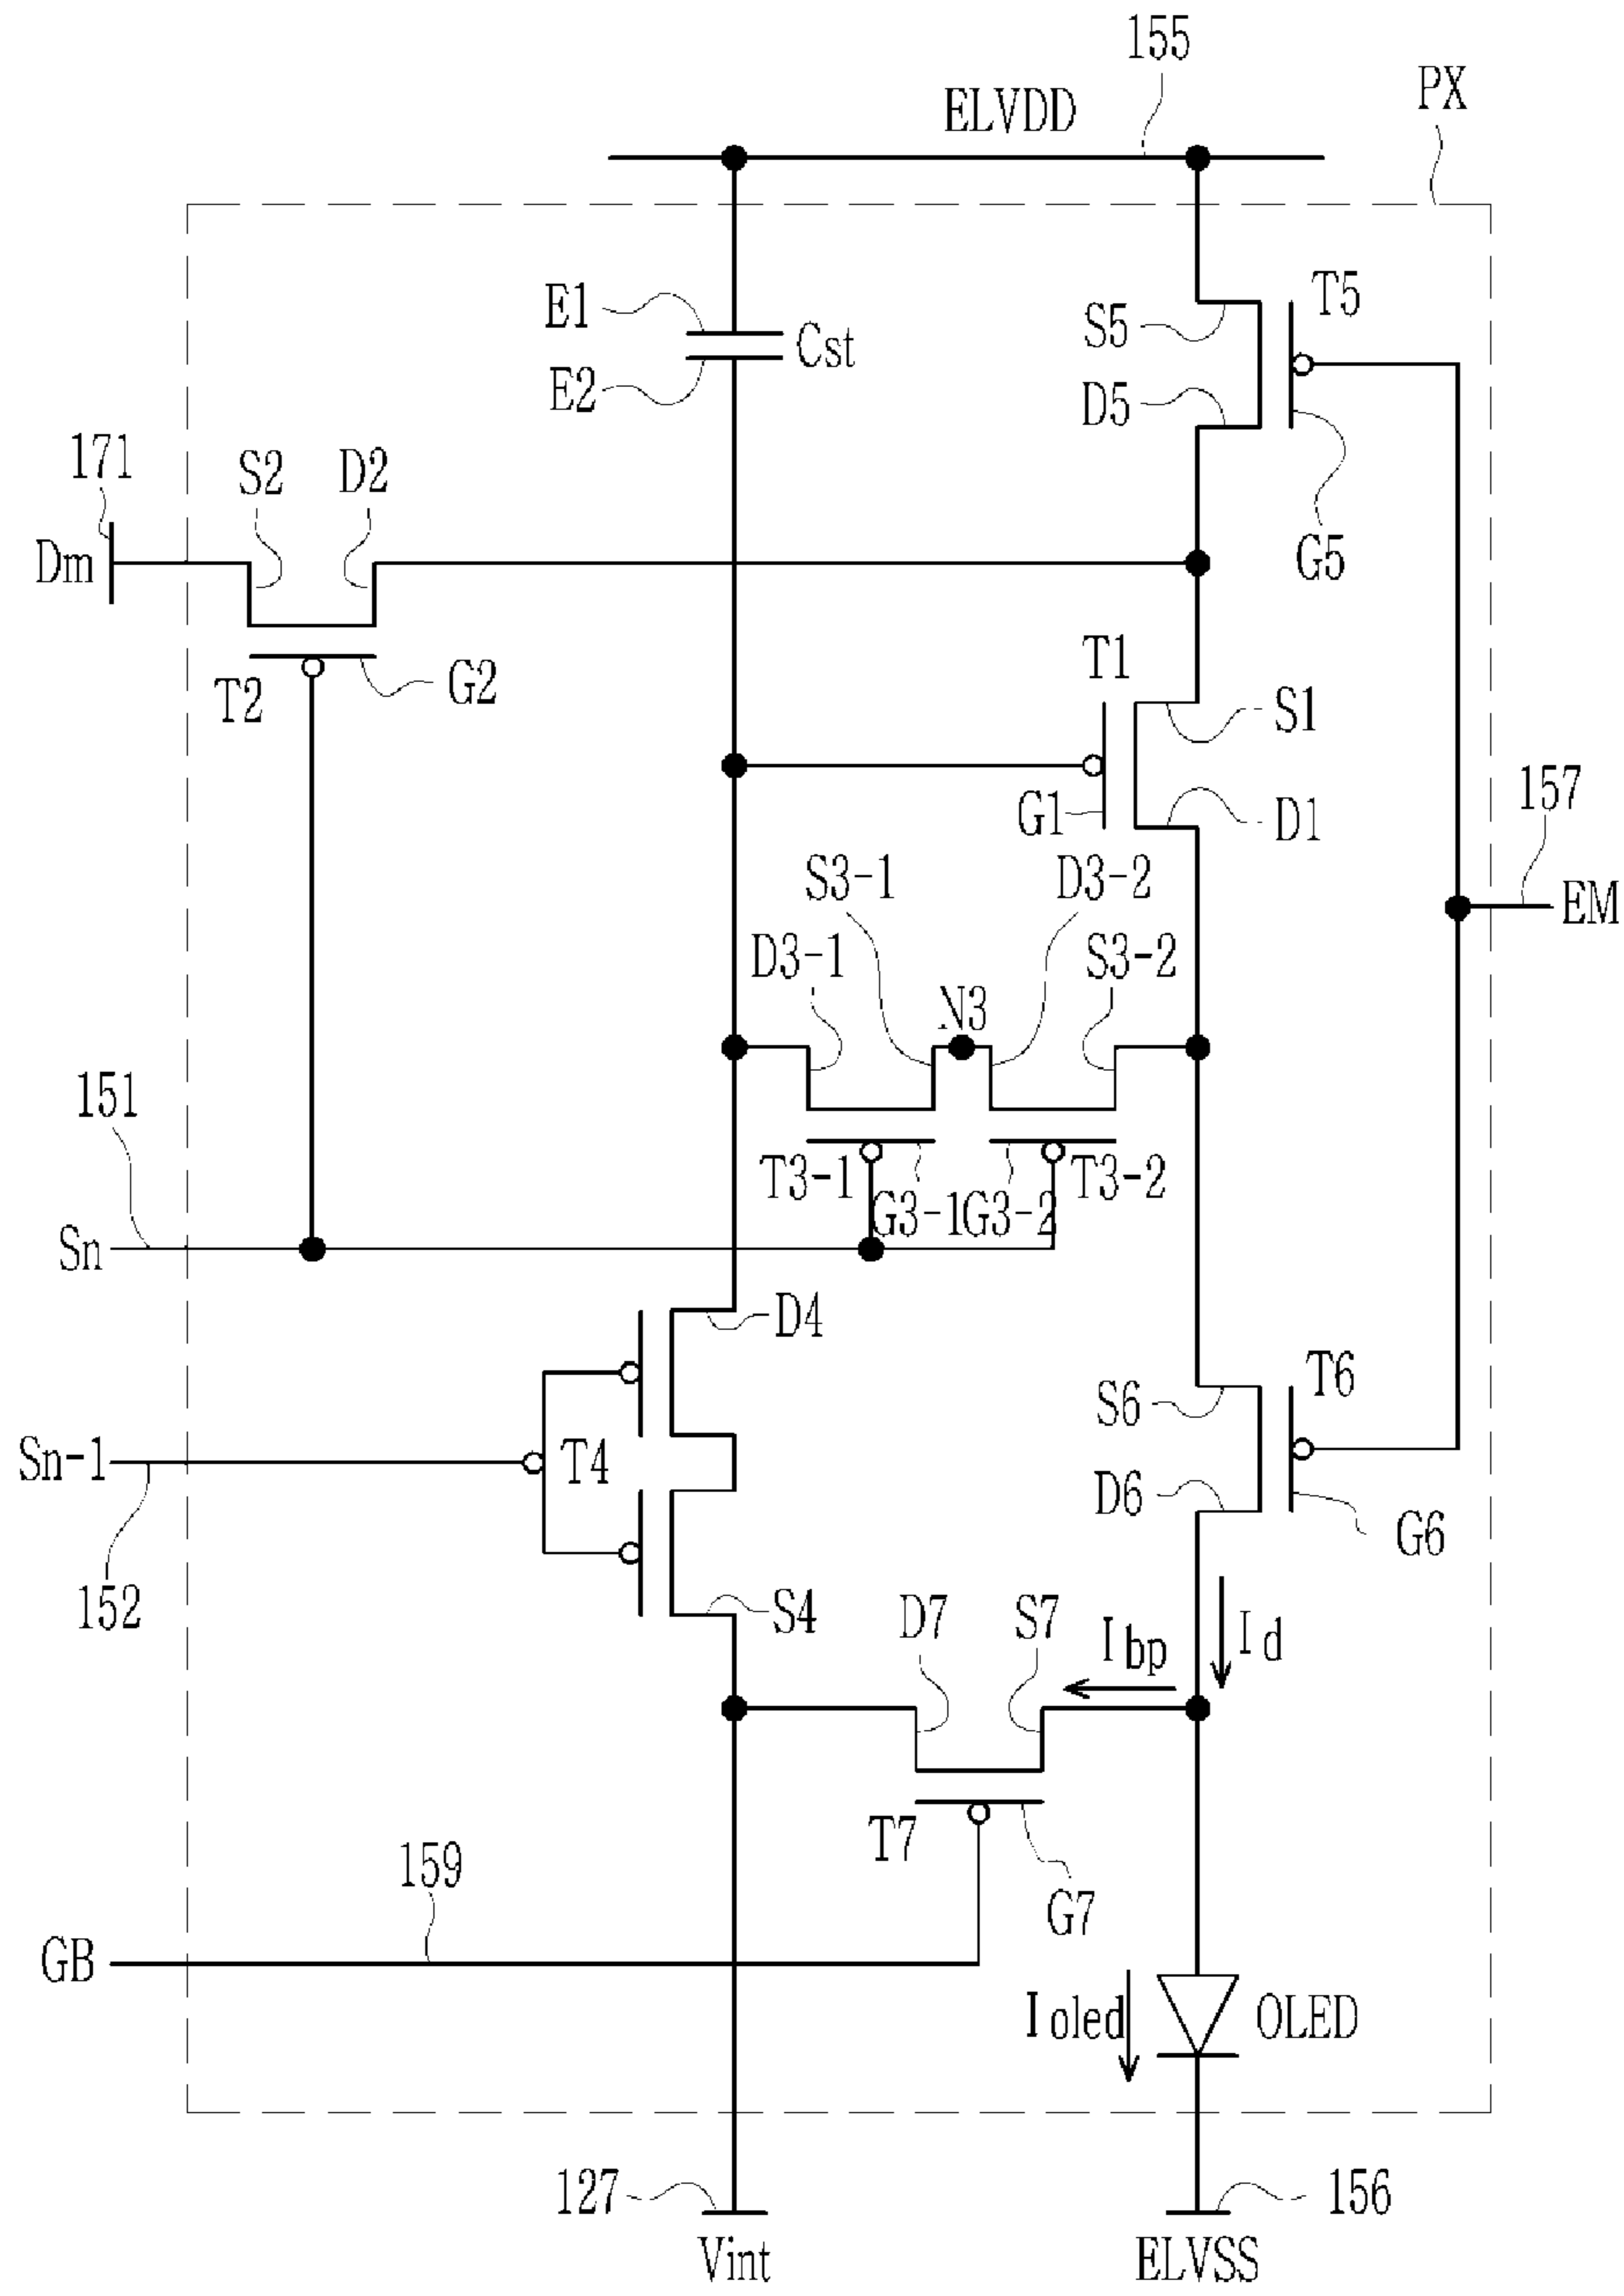 155
ELVDD
PX
E1
Cst
E2
T5
S5
D5
G5
171
S2
D2
Dm
T2
G2
T1
S1
G1
D1
157
EM
S3-1
D3-2
D3-1
N3
S3-2
151
T3-1
G3-1
G3-2
T3-2
Sn
D4
T6
S6
Sn-1
T4
D6
G6
152
S4
D7
S7
Ibp
Id
T7
159
G7
GB
Ioled
OLED
127
156
Vint
ELVSS